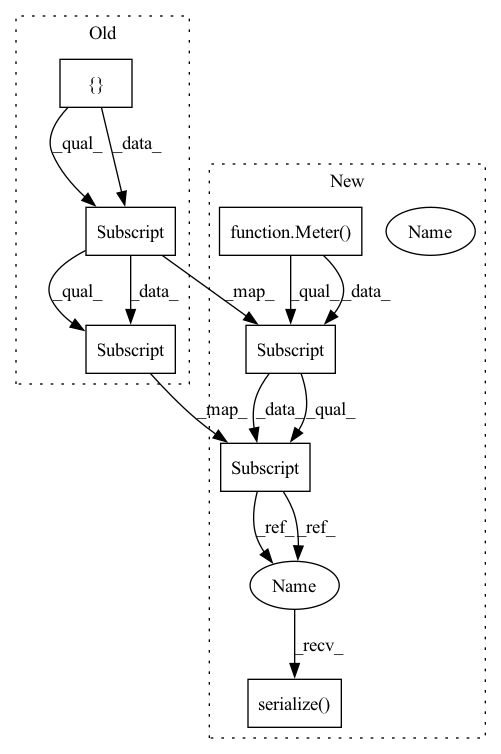 Old
{}
_qual_ _data_
New
Subscript
function.Meter()
Name
_qual_ _data_ _map_ _qual_ _data_
Subscript
Subscript
_map_ _data_ _qual_
Subscript
_ref_ _ref_
Name
_recv_
serialize()